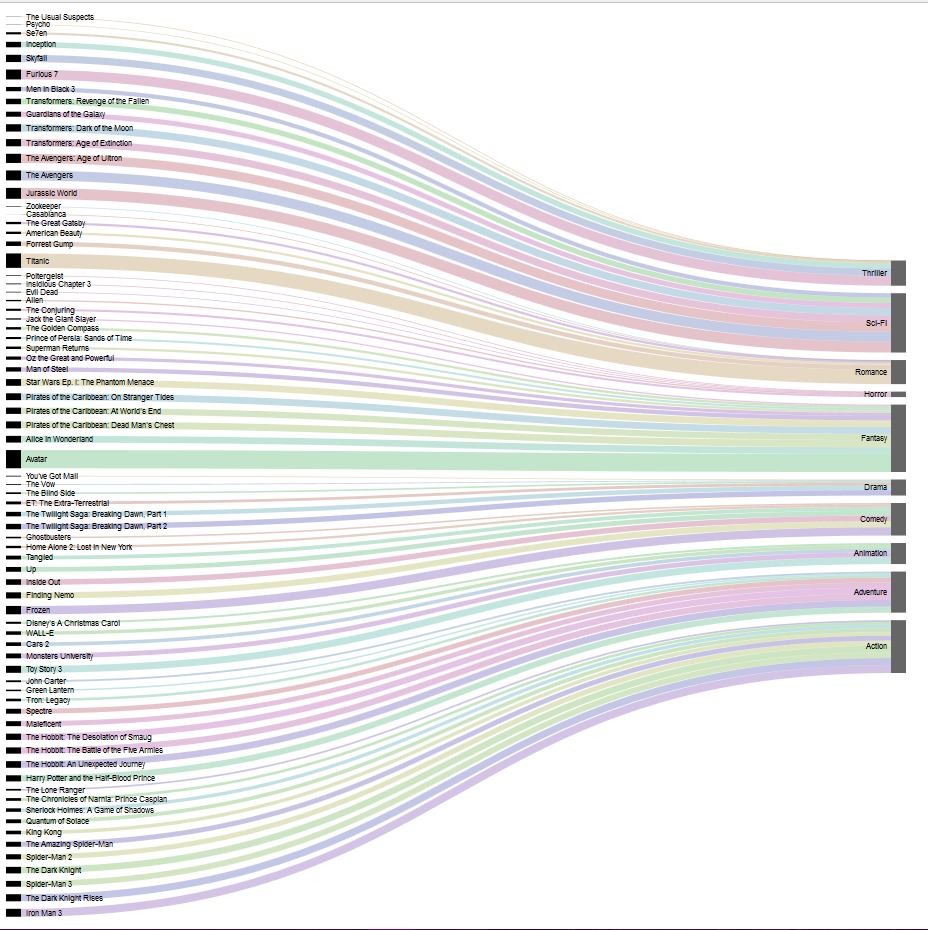 The Usual Suspects
Psycho
Se7en
Inception
Skyfall
Furious 7
Men in Black 3
Transformers: Revenge of the Fallen
Guardians of the Galaxy
Transformers: Dark of the Moon
Transformers: Age of Extinction
The Avengers: Age of Ultron
The Avengers
Jurassic World
Zookeeper
Casablanca
The Great Gatsby
American Beauty
Forrest Gump
Titanic
Poltergeist
Insidious Chapter 3
Evil Dead
Alien
The Conjuring
Jack the Giant Slayer
The Golden Compass
Prince of Persia: Sands of Time
Superman Returns
Oz the Great and Powerful
Man of Steel
Star Wars Ep. I: The Phantom Menace
Pirates of the Caribbean: On Stranger Tides
Pirates of the Caribbean: At World's End
Pirates of the Caribbean: Dead Man's Chest
Alice in Wonderland
Avatar
You've Got Mail
The Vow
The Blind Side
ET: The Extra-Terrestrial
The Twilight Saga: Breaking Dawn, Part 1
The Twilight Saga: Breaking Dawn, Part 2
Ghostbusters
Home Alone 2: Lost in New York
Tangled
Up
Inside Out
Finding Nemo
Frozen
Disney's A Christmas Carol
WALL-E
Cars 2
Monsters University
Toy Story 3
John Carter
Green Lantern
Tron: Legacy
Spectre
Maleficent
The Hobbit: The Desolation of Smaug
The Hobbit: The Battle of the Five Armies
The Hobbit: An Unexpected Journey
Harry Potter and the Half-Blood Prince
The Lone Ranger
The Chronicles of Narnia: Prince Caspian
Sherlock Holmes: A Game of Shadows
Quantum of Solace
King Kong
The Amazing Spider-Man
Spider-Man 2
The Dark Knight
Spider-Man 3
The Dark Knight Rises
Iron Man 3
Thriller
Sci-Fi
Romance
Horror
Fantasy
Drama
Comedy
Animation
Adventure
Action